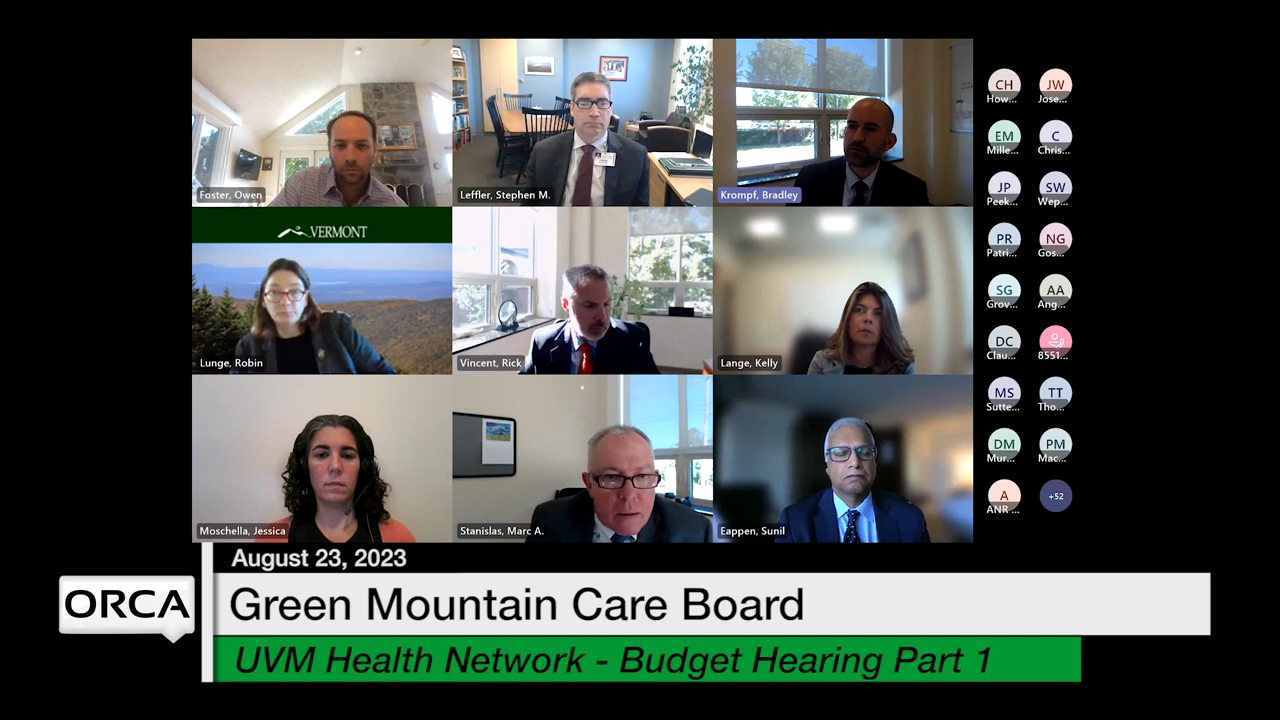 Foster, Owen
Leffler, Stephen M.
Krompf, Bradley
VERMONT
Lunge, Robin
Vincent, Rick
Lange, Kelly
Moschella, Jessica
Stanislas, Marc A.
Eappen, Sunil
CH
How...
JW
Jose...
EM
Mille...
C
Chris...
JP
Peek...
SW
Wep...
PR
Patri...
NG
Gos...
SG
Grov...
AA
Ang...
DC
Clau...
8551...
MS
Sutte...
TT
Tho...
DM
Mur...
PM
Mac...
A
ANR ...
+52
August 23, 2023
ORCA
Green Mountain Care Board
UVM Health Network - Budget Hearing Part 1